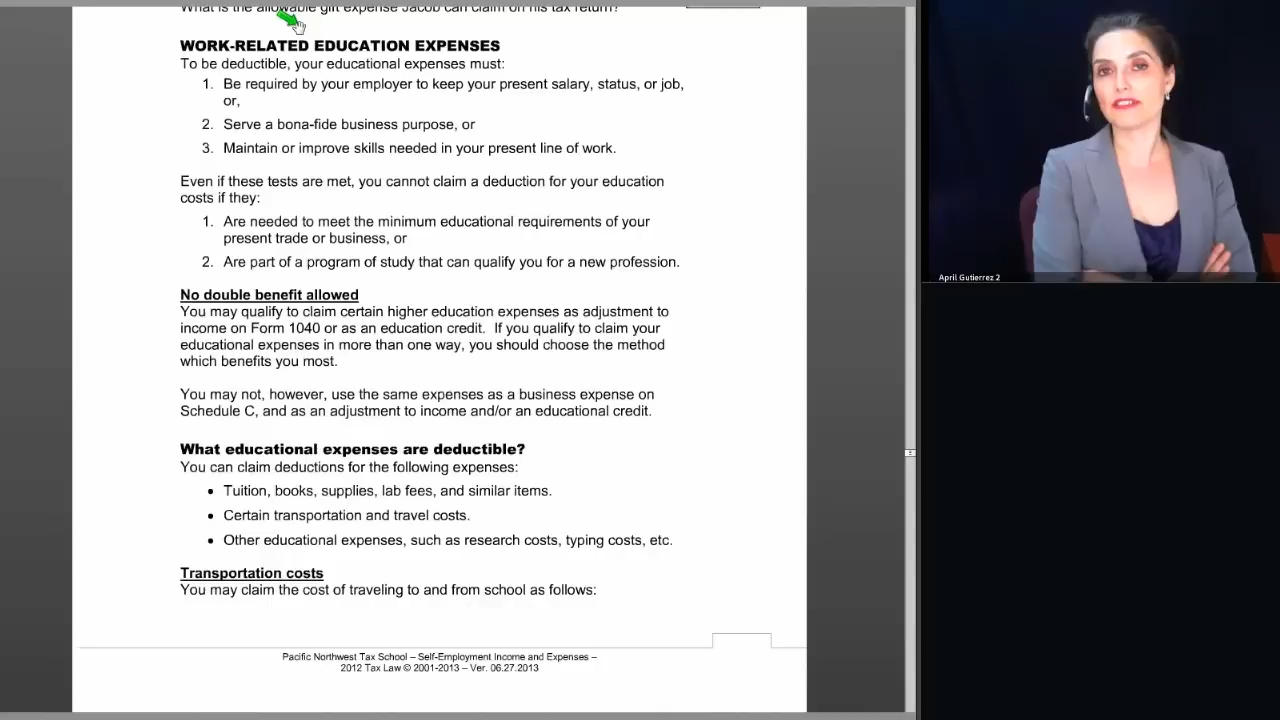 What is the allowable gift expense Jacob can claim on his tax return?
WORK-RELATED EDUCATION EXPENSES
To be deductible, your educational expenses must:
1. Be required by your employer to keep your present salary, status, or job,
or,
2. Serve a bona-fide business purpose, or
3. Maintain or improve skills needed in your present line of work.
Even if these tests are met, you cannot claim a deduction for your education
costs if they:
1. Are needed to meet the minimum educational requirements of your
present trade or business, or
2. Are part of a program of study that can qualify you for a new profession.
No double benefit allowed
You may qualify to claim certain higher education expenses as adjustment to
income on Form 1040 or as an education credit.  If you qualify to claim your
educational expenses in more than one way, you should choose the method
which benefits you most.
You may not, however, use the same expenses as a business expense on
Schedule C, and as an adjustment to income and/or an educational credit.
What educational expenses are deductible?
You can claim deductions for the following expenses:
• Tuition, books, supplies, lab fees, and similar items.
• Certain transportation and travel costs.
• Other educational expenses, such as research costs, typing costs, etc.
Transportation costs
You may claim the cost of traveling to and from school as follows:
Pacific Northwest Tax School – Self-Employment Income and Expenses –
2012 Tax Law © 2001-2013 – Ver. 06.27.2013
April Gutierrez 2